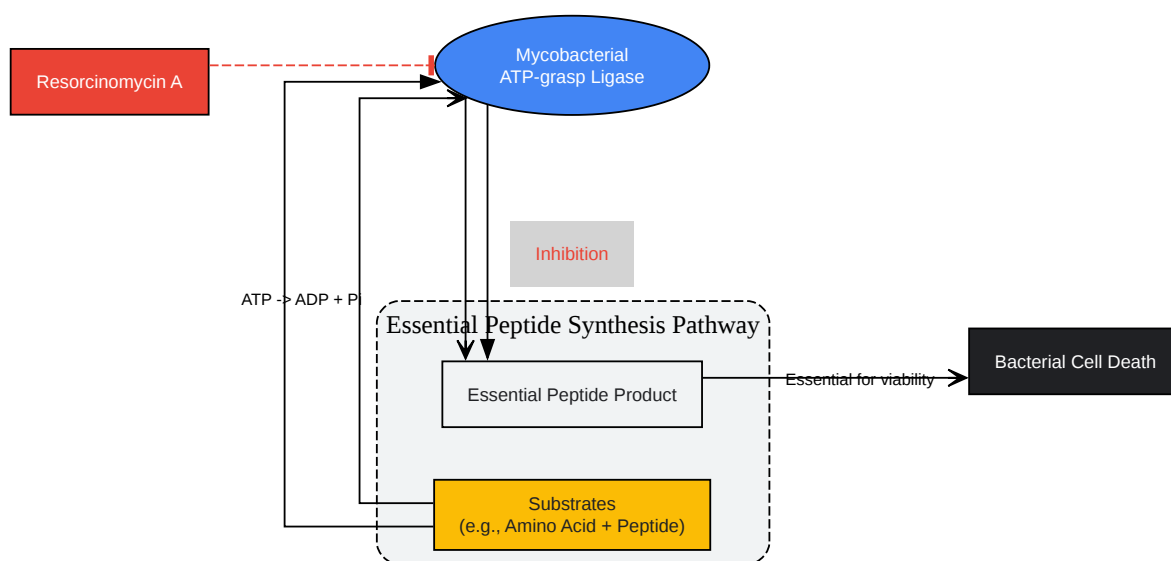 Mycobacterial
ATP-grasp Ligase
Resorcinomycin A
Inhibition
ATP -> ADP + Pi
Essential Peptide Synthesis Pathway
Essential Peptide Product
Essential for viability
Bacterial Cell Death
Substrates
(e.g., Amino Acid + Peptide)